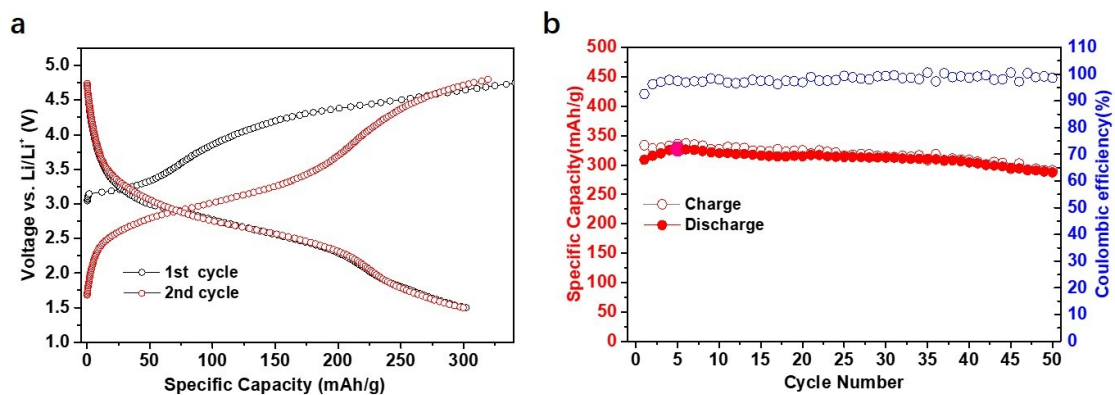 a
5.0
4.5
4.0
3.5
3.0
2.5
2.0
1.5
1.0
Voltage vs. Li/Li⁺ (V)
1st cycle
2nd cycle
0 50 100 150 200 250 300
Specific Capacity (mAh/g)
b
500
450
400
350
300
250
200
150
100
50
0
Specific Capacity(mAh/g)
Charge
Discharge
110
100
90
80
70
60
50
40
30
20
10
0
Coulombic efficiency(%)
0 5 10 15 20 25 30 35 40 45 50
Cycle Number